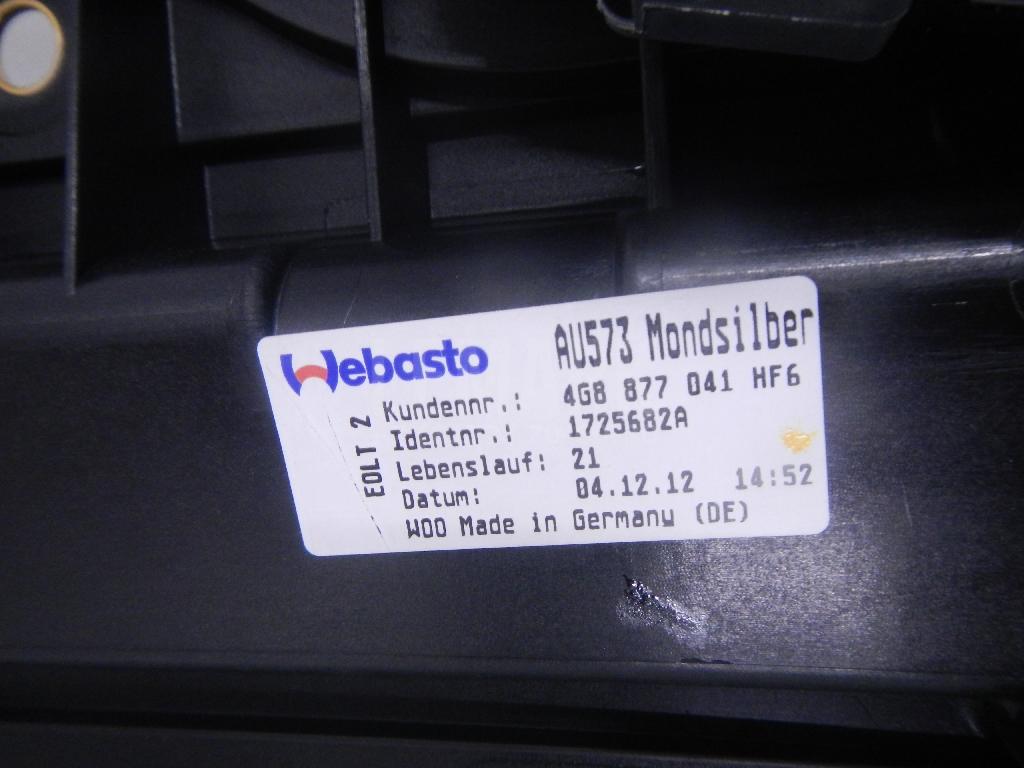 Webasto
AU573 Mondsilber
Kundennr.: 4G8 877 041 HF6
Identnr.: 1725682A
Lebenslauf: 21
Datum: 04.12.12 14:52
WOO Made in Germany (DE)
EOLT 2